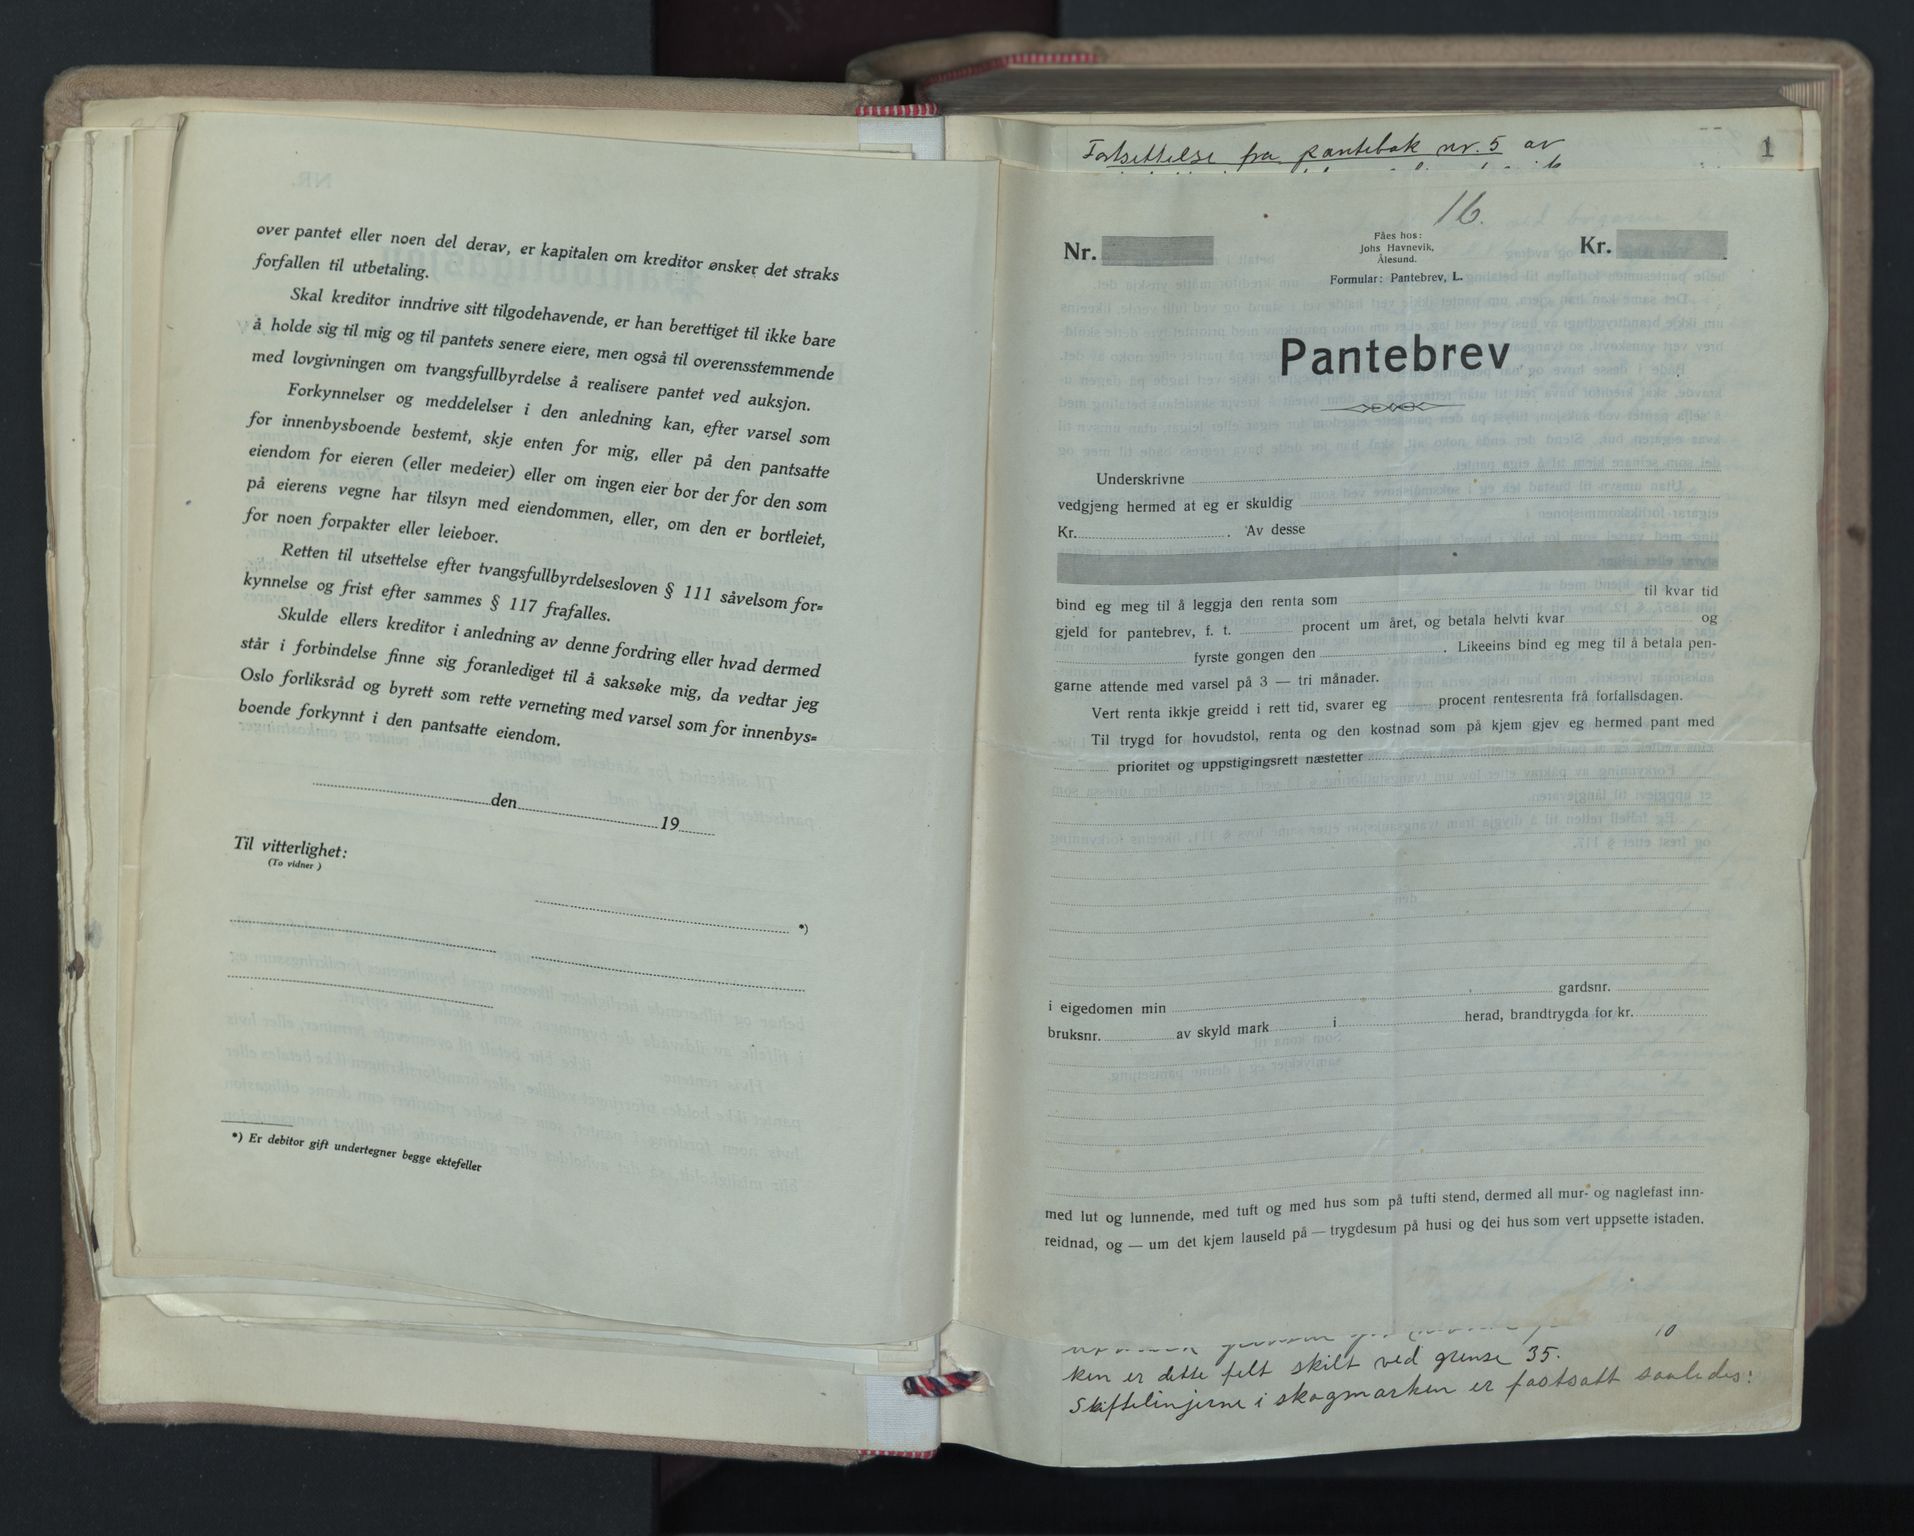 over pantet eller noen del derav, er kapitalen om kreditor ønsker det straks
forfallen til utbetaling.
Skal kreditor inndrive sitt tilgodehavende, er han berettiget til ikke bare
å holde sig til mig og til pantets senere eiere, men også til overensstemmende
med lovgivningen om tvangsfullbyrdelse å realisere pantet ved auksjon.
Forkynnelser og meddelelser i den anledning kan, efter varsel som
for innenbysboende bestemt, skje enten for mig, eller på den pantsatte
eiendom for eieren (eller medeier) eller om ingen eier bor der for den som
på eierens vegne har tilsyn med eiendommen, eller, om den er bortleiet,
for noen forpakter eller leieboer.
Retten til utsettelse efter tvangsfullbyrdelsesloven § 111 såvelsom for=
kynnelse og frist efter sammes § 117 frafalles.
Skulde ellers kreditor i anledning av denne fordring eller hvad dermed
står i forbindelse finne sig foranlediget til å saksøke mig, da vedtar jeg
Oslo forliksråd og byrett som rette verneting med varsel som for innenbys=
boende forkynnt i den pantsatte eiendom.
den 19
Til vitterlighet:
(To vidner)
*)
*) Er debitor gift undertegner begge ektefeller
Fortsettelse fra pantebok nr. 5 av
1
16.
Nr.
Fåes hos:
Johs Havnevik,
Ålesund.
Formular: Pantebrev, L.
Kr.
Pantebrev
Underskrivne
vedgjeng hermed at eg er skuldig
Kr. . Av desse
bind eg meg til å leggja den renta som til kvar tid
gjeld for pantebrev, f. t. procent um året, og betala helvti kvar og
fyrste gongen den . Likeeins bind eg meg til å betala pen-
garne attende med varsel på 3 — tri månader.
Vert renta ikkje greidd i rett tid, svarer eg procent rentesrenta frå forfallsdagen.
Til trygd for hovudstol, renta og den kostnad som på kjem gjev eg hermed pant med
prioritet og uppstigingsrett næstetter
i eigedomen min gardsnr.
bruksnr. av skyld mark i herad, brandtrygda for kr.
med lut og lunnende, med tuft og med hus som på tufti stend, dermed all mur- og naglefast inn-
reidnad, og — um det kjem lauseld på — trygdesum på husi og dei hus som vert uppsette istaden.
10
ken er dette felt skilt ved grense 35.
Skiftelinjerne i skogmarken er fastsatt saaledes: